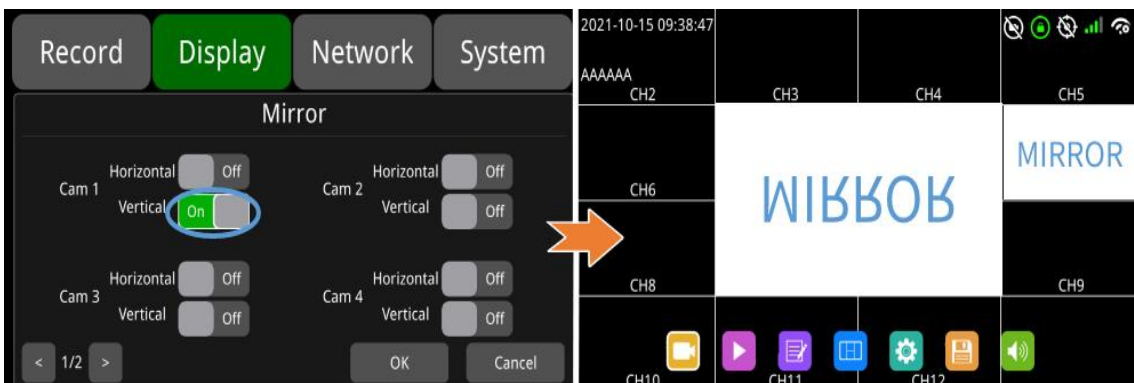 Record Display Network System
Mirror
Cam 1 Horizontal Off
Vertical On
Cam 2 Horizontal Off
Vertical Off
Cam 3 Horizontal Off
Vertical Off
Cam 4 Horizontal Off
Vertical Off
< 1/2 > OK Cancel
2021-10-15 09:38:47
AAAAAA
CH2 CH3 CH4 CH5
MIRROR
MIRROR
CH6
CH8 CH9
CH10 CH11 CH12